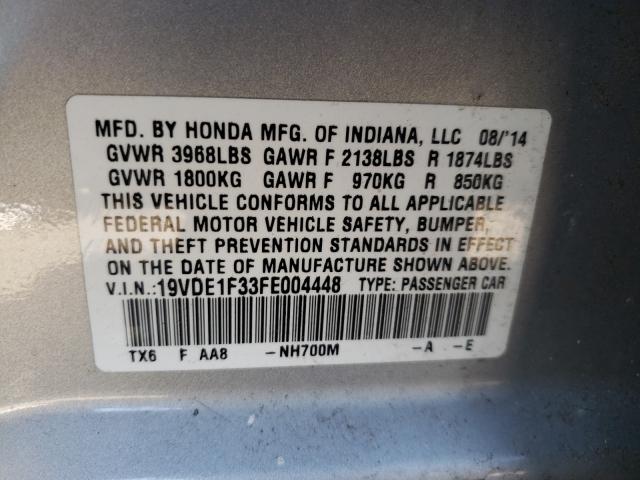 MFD. BY HONDA MFG. OF INDIANA, LLC 08/'14
GVWR 3968LBS GAWR F 2138LBS R 1874LBS
GVWR 1800KG GAWR F 970KG R 850KG
THIS VEHICLE CONFORMS TO ALL APPLICABLE
FEDERAL MOTOR VEHICLE SAFETY, BUMPER,
AND THEFT PREVENTION STANDARDS IN EFFECT
ON THE DATE OF MANUFACTURE SHOWN ABOVE.
V.I.N.:19VDE1F33FE004448 TYPE: PASSENGER CAR
TX6 F AA8 -NH700M -A -E